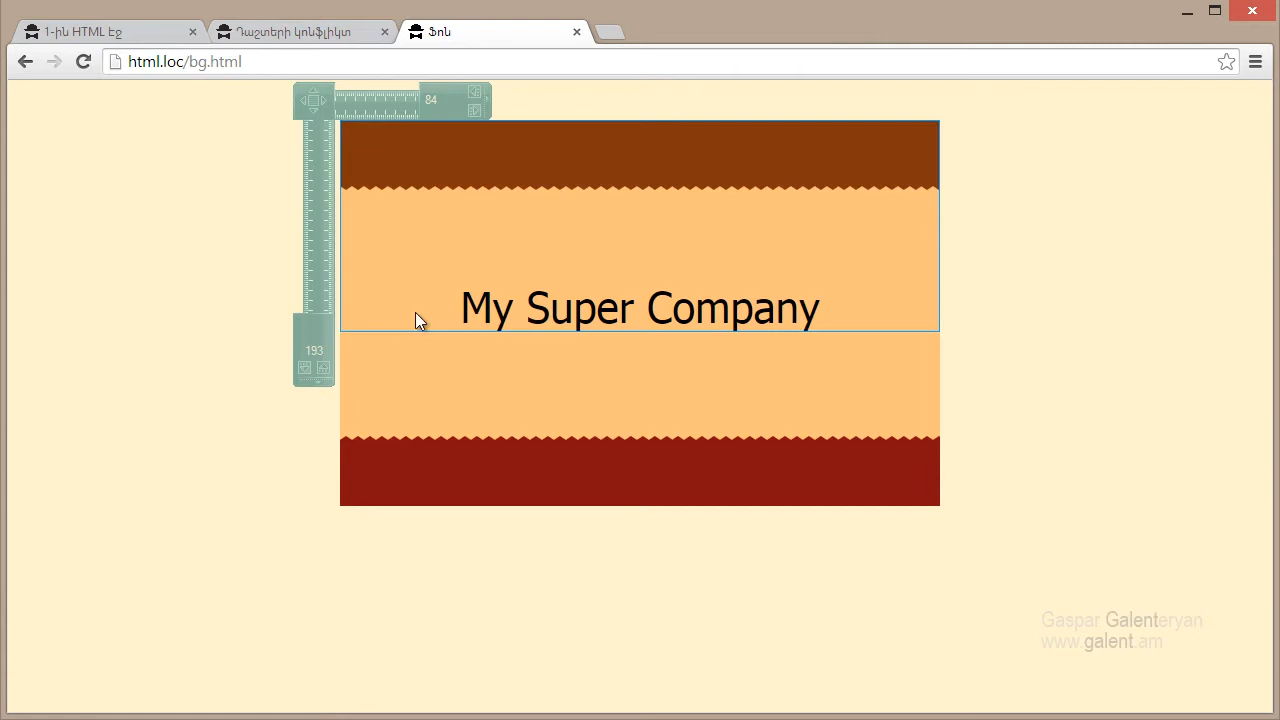 1-ին HTML էջ
Դաշտերի կոնֆլիկտ
Ֆոն
html.loc/bg.html
84
My Super Company
193
Gaspar Galenteryan
www.galent.am